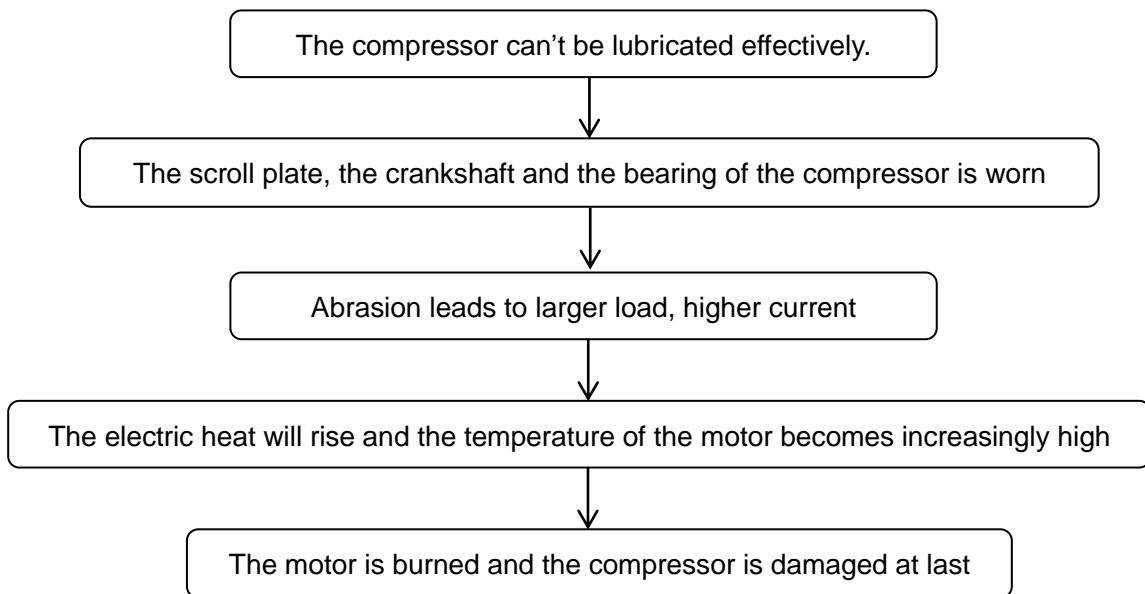 The compressor can’t be lubricated effectively.
The scroll plate, the crankshaft and the bearing of the compressor is worn
Abrasion leads to larger load, higher current
The electric heat will rise and the temperature of the motor becomes increasingly high
The motor is burned and the compressor is damaged at last